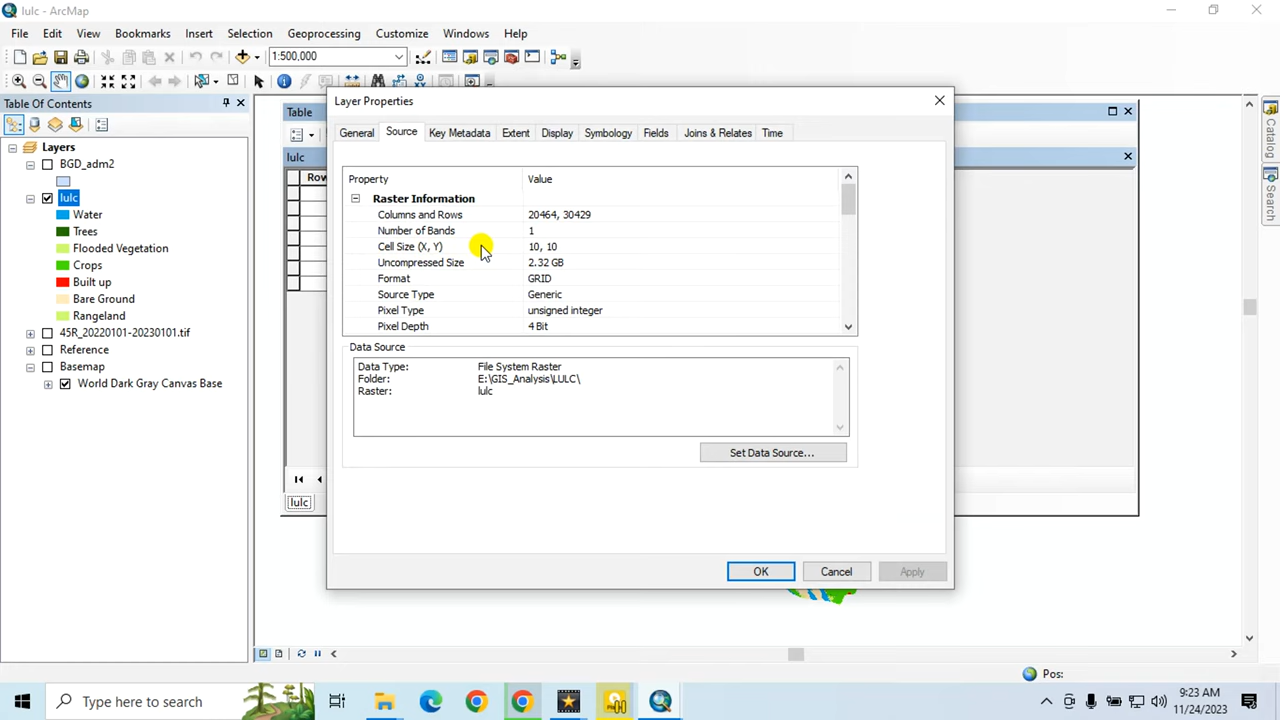 lulc - ArcMap
File Edit View Bookmarks Insert Selection Geoprocessing Customize Windows Help
1:500,000
Table Of Contents
Layers
BGD_adm2
lulc
Water
Trees
Flooded Vegetation
Crops
Built up
Bare Ground
Rangeland
45R_20220101-20230101.tif
Reference
Basemap
World Dark Gray Canvas Base
Table
lulc
Row
lulc
Layer Properties
General Source Key Metadata Extent Display Symbology Fields Joins & Relates Time
Property Value
Raster Information
Columns and Rows 20464, 30429
Number of Bands 1
Cell Size (X, Y) 10, 10
Uncompressed Size 2.32 GB
Format GRID
Source Type Generic
Pixel Type unsigned integer
Pixel Depth 4 Bit
Data Source
Data Type: File System Raster
Folder: E:\GIS_Analysis\LULC\
Raster: lulc
Set Data Source...
OK Cancel Apply
Catalog
Search
Pos:
Type here to search
9:23 AM
11/24/2023